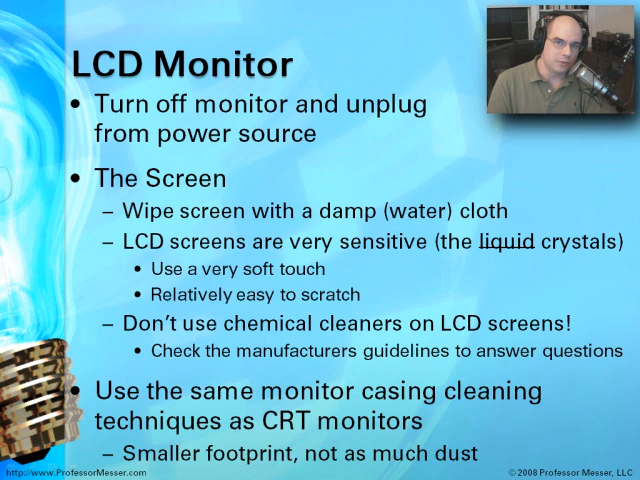 LCD Monitor
• Turn off monitor and unplug
from power source
• The Screen
– Wipe screen with a damp (water) cloth
– LCD screens are very sensitive (the liquid crystals)
• Use a very soft touch
• Relatively easy to scratch
– Don't use chemical cleaners on LCD screens!
• Check the manufacturers guidelines to answer questions
• Use the same monitor casing cleaning
techniques as CRT monitors
– Smaller footprint, not as much dust
http://www.ProfessorMesser.com
© 2008 Professor Messer, LLC